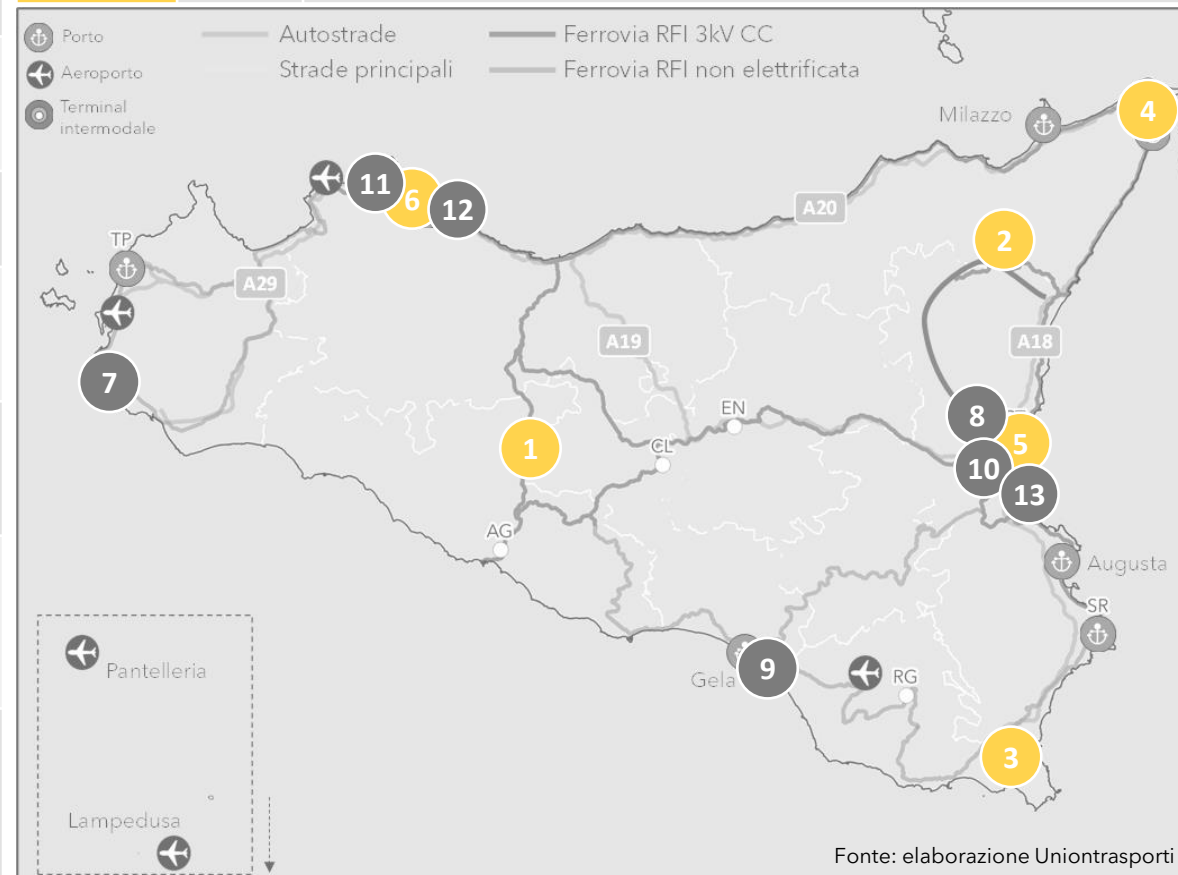 Porto
Autostrade
Ferrovia RFI 3kV CC
Aeroporto
Strade principali
Ferrovia RFI non elettrificata
Terminal
intermodale
Milazzo
4
11
6
12
A20
2
TP
A29
A19
A18
7
EN
8
1
CL
5
10
13
AG
Augusta
SR
Pantelleria
Gela
9
RG
3
Lampedusa
Fonte: elaborazione Uniontrasporti